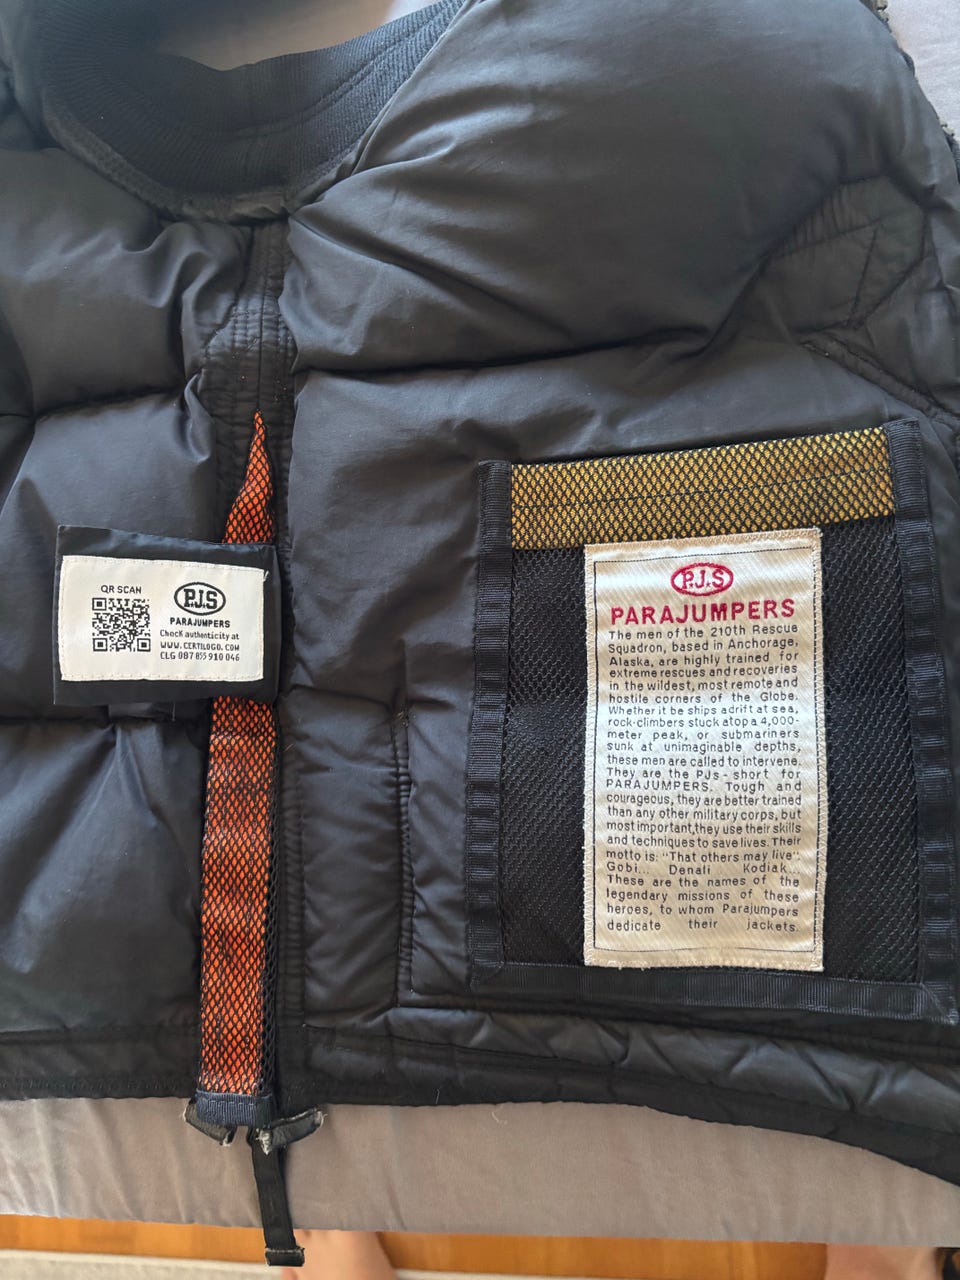 QR SCAN
P.J.S
PARAJUMPERS
Check authenticity at
WWW.CERTILOGO.COM
CLG 087 855 910 046
P.J.S
PARAJUMPERS
The men of the 210th Rescue
Squadron, based in Anchorage,
Alaska, are highly trained for
extreme rescues and recoveries
in the wildest, most remote and
hostile corners of the Globe.
Whether it be ships adrift at sea,
rock-climbers stuck atop a 4,000-
meter peak, or submariners
sunk at unimaginable depths,
these men are called to intervene.
They are the PJs - short for
PARAJUMPERS. Tough and
courageous, they are better trained
than any other military corps, but
most important,they use their skills
and techniques to save lives. Their
motto is: "That others may live".
Gobi... Denali Kodiak...
These are the names of the
legendary missions of these
heroes, to whom Parajumpers
dedicate their jackets.